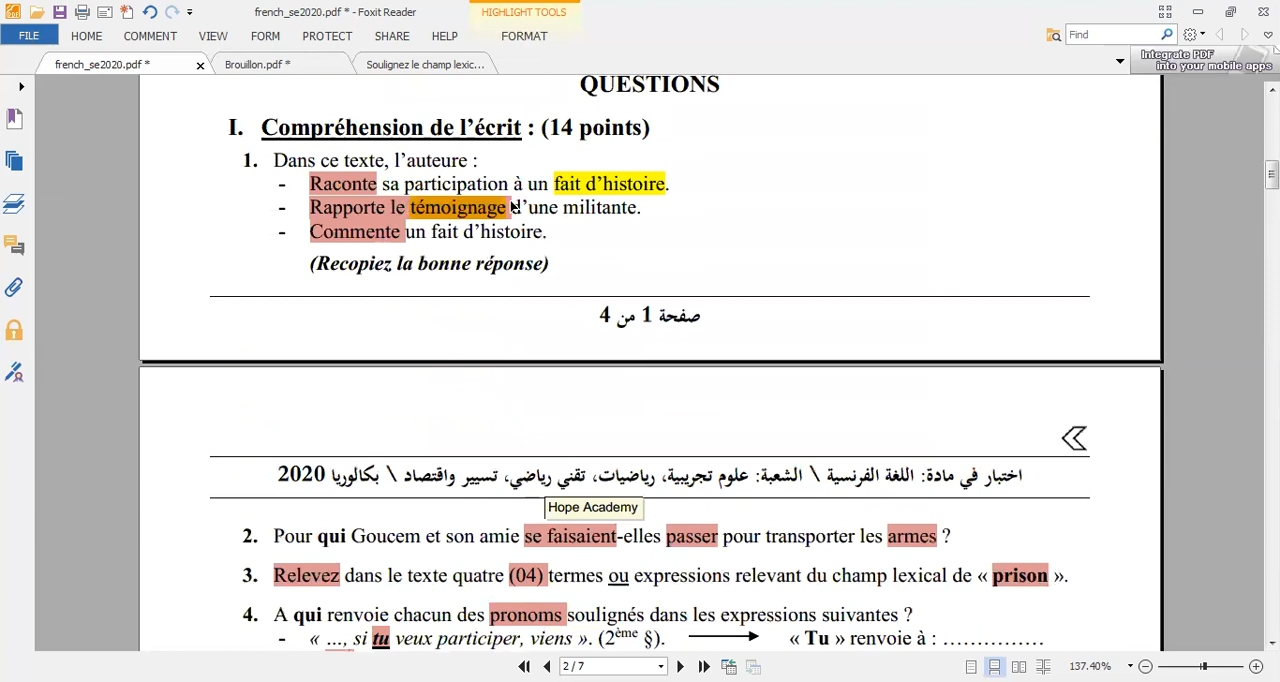 french_se2020.pdf * - Foxit Reader
HIGHLIGHT TOOLS
FILE HOME COMMENT VIEW FORM PROTECT SHARE HELP FORMAT
Find
french_se2020.pdf * Brouillon.pdf * Soulignez le champ lexic...
Integrate PDF
into your mobile apps
QUESTIONS
I. Compréhension de l’écrit : (14 points)
1. Dans ce texte, l’auteure :
- Raconte sa participation à un fait d’histoire.
- Rapporte le témoignage d’une militante.
- Commente un fait d’histoire.
(Recopiez la bonne réponse)
صفحة 1 من 4
اختبار في مادة: اللغة الفرنسية \ الشعبة: علوم تجريبية، رياضيات، تقني رياضي، تسيير واقتصاد \ بكالوريا 2020
Hope Academy
2. Pour qui Goucem et son amie se faisaient-elles passer pour transporter les armes ?
3. Relevez dans le texte quatre (04) termes ou expressions relevant du champ lexical de « prison ».
4. A qui renvoie chacun des pronoms soulignés dans les expressions suivantes ?
- « …, si tu veux participer, viens ». (2ème §). « Tu » renvoie à : ……………
2 / 7
137.40%